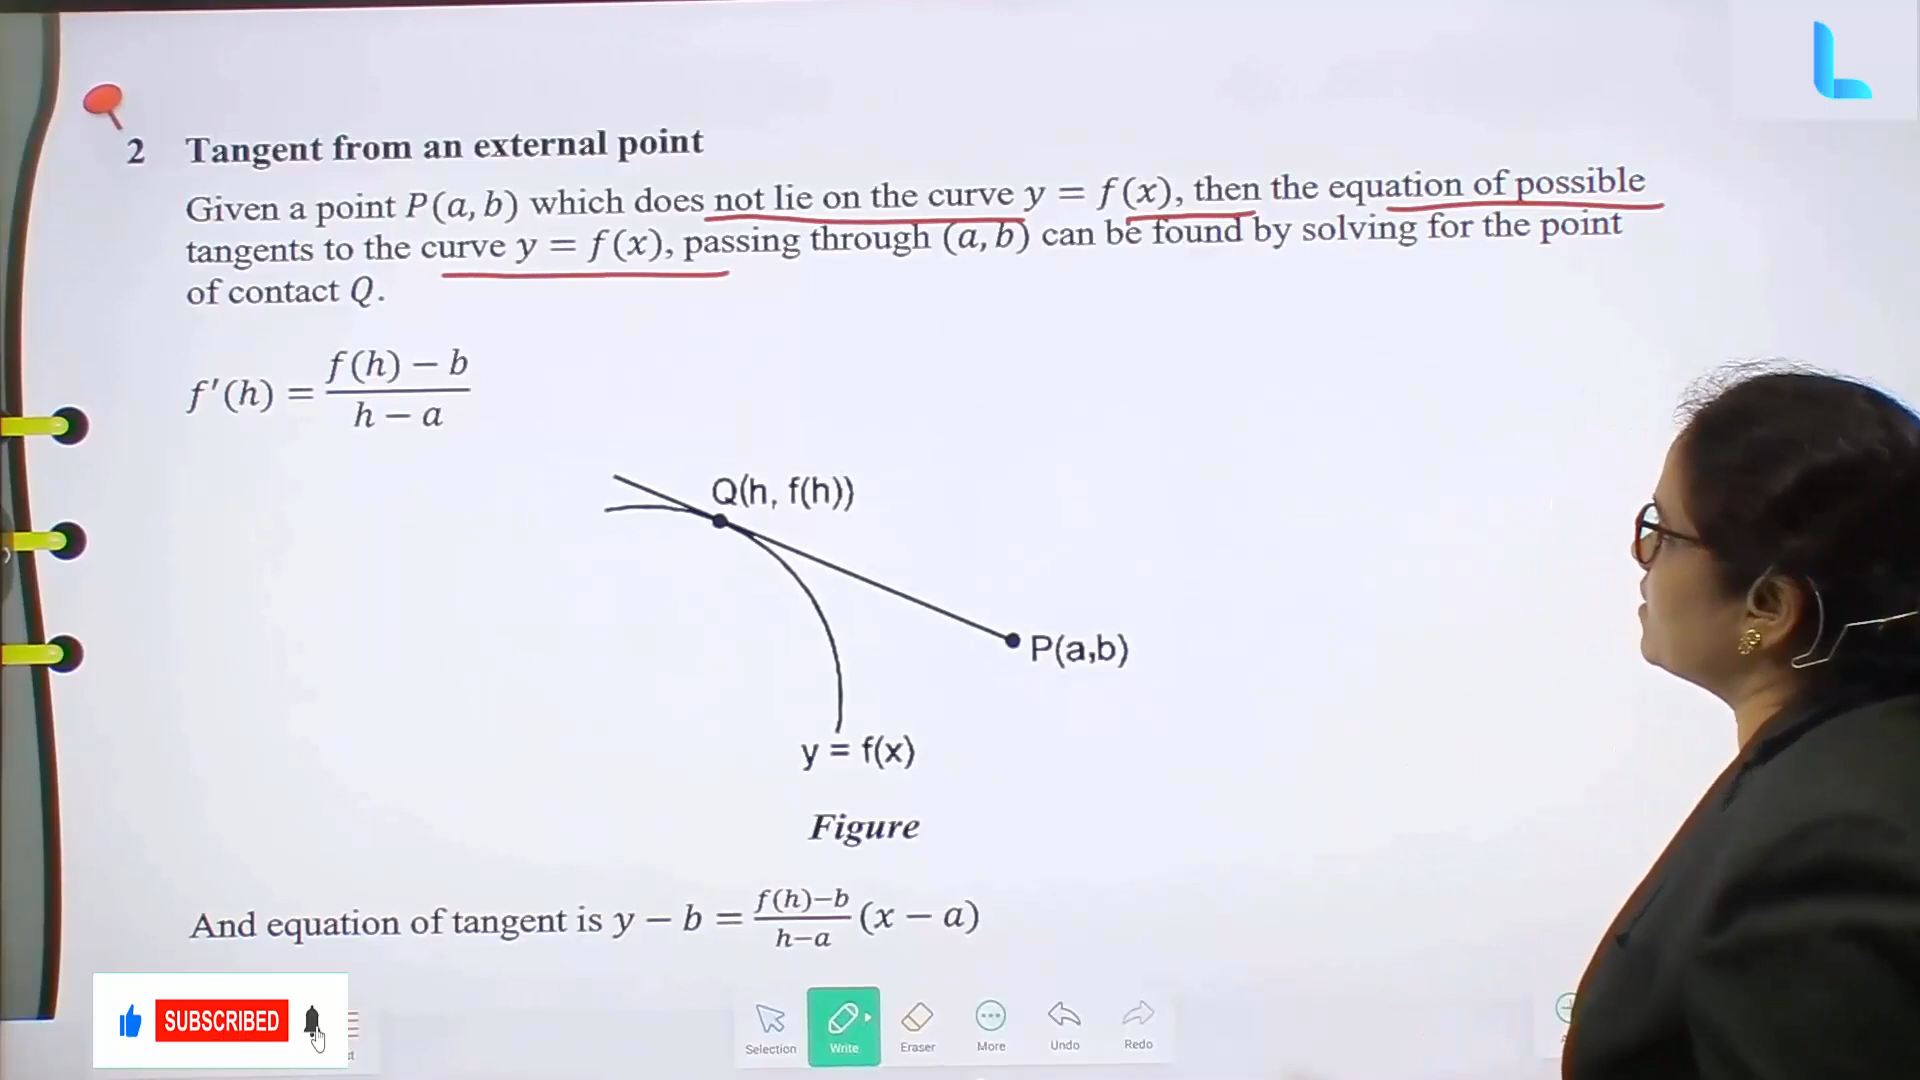 2 Tangent from an external point
Given a point P(a, b) which does not lie on the curve y = f(x), then the equation of possible
tangents to the curve y = f(x), passing through (a, b) can be found by solving for the point
of contact Q.
f′(h) = \frac{f(h) − b}{h − a}
Q(h, f(h))
P(a,b)
y = f(x)
Figure
And equation of tangent is y − b = \frac{f(h)−b}{h−a} (x − a)
SUBSCRIBED
Selection Write Eraser More Undo Redo